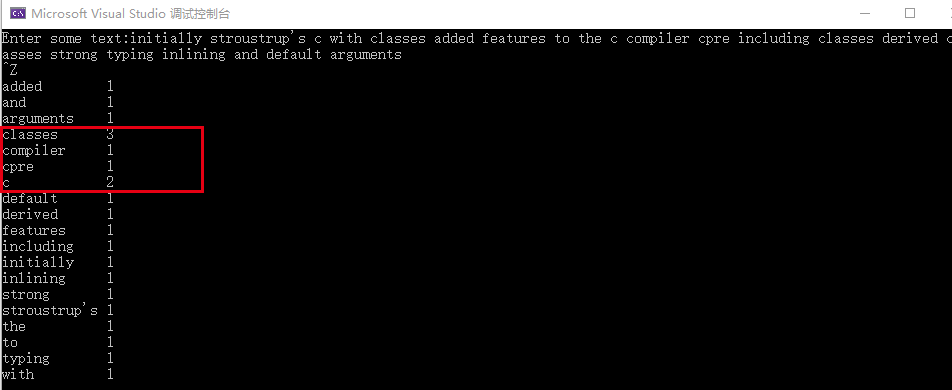 Microsoft Visual Studio 调试控制台
Enter some text:initially stroustrup's c with classes added features to the c compiler cpre including classes derived c
asses strong typing inlining and default arguments
^Z
added 1
and 1
arguments 1
classes 3
compiler 1
cpre 1
c 2
default 1
derived 1
features 1
including 1
initially 1
inlining 1
strong 1
stroustrup's 1
the 1
to 1
typing 1
with 1